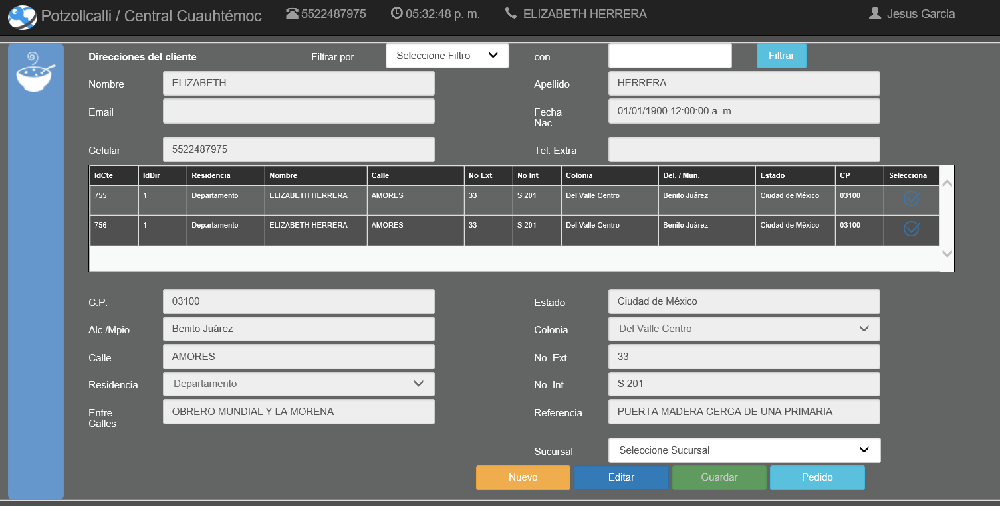 Potzollcalli / Central Cuauhtémoc 5522487975 05:32:48 p. m. ELIZABETH HERRERA Jesus Garcia
Direcciones del cliente Filtrar por Seleccione Filtro con Filtrar
Nombre ELIZABETH Apellido HERRERA
Email Fecha Nac. 01/01/1900 12:00:00 a. m.
Celular 5522487975 Tel. Extra
IdCte IdDir Residencia Nombre Calle No Ext No Int Colonia Del. / Mun. Estado CP Selecciona
755 1 Departamento ELIZABETH HERRERA AMORES 33 S 201 Del Valle Centro Benito Juárez Ciudad de México 03100
756 1 Departamento ELIZABETH HERRERA AMORES 33 S 201 Del Valle Centro Benito Juárez Ciudad de México 03100
C.P. 03100 Estado Ciudad de México
Alc./Mpio. Benito Juárez Colonia Del Valle Centro
Calle AMORES No. Ext. 33
Residencia Departamento No. Int. S 201
Entre Calles OBRERO MUNDIAL Y LA MORENA Referencia PUERTA MADERA CERCA DE UNA PRIMARIA
Sucursal Seleccione Sucursal
Nuevo Editar Guardar Pedido